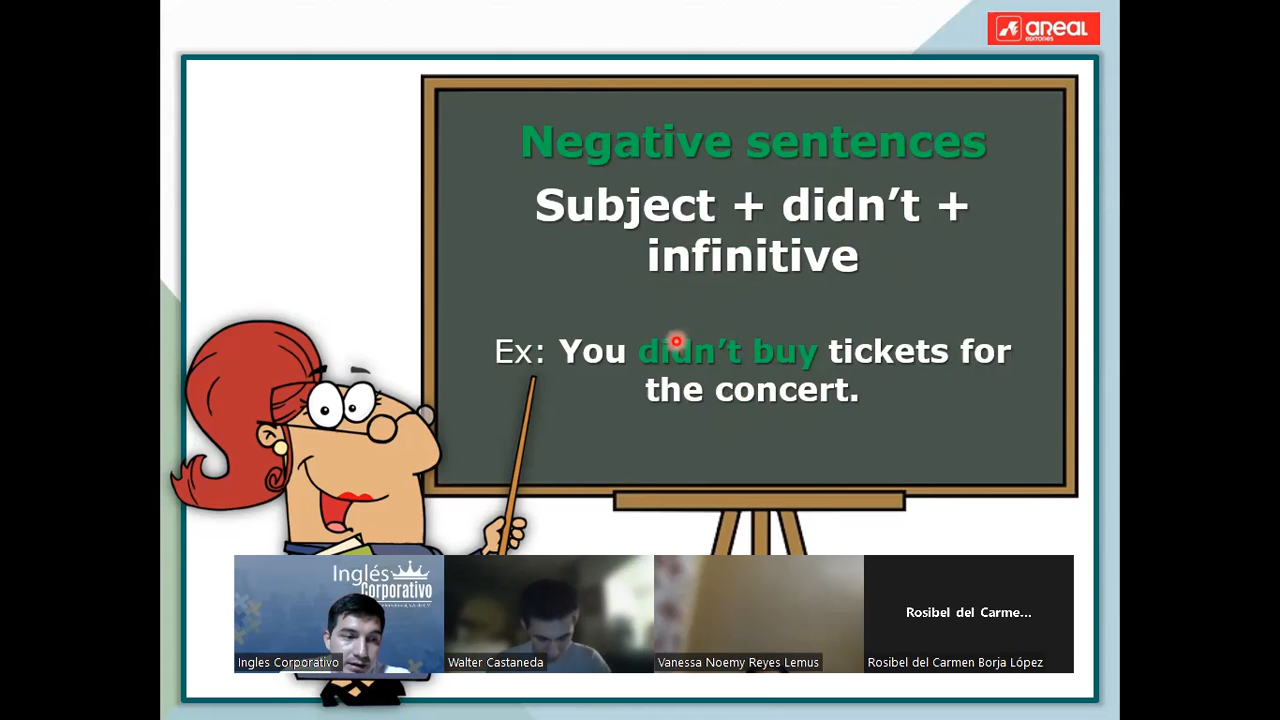 aReaL
EDITORES
Negative sentences
Subject + didn’t +
infinitive
Ex: You didn’t buy tickets for
the concert.
Inglés
Corporativo
Ingles Corporativo
Walter Castaneda
Vanessa Noemy Reyes Lemus
Rosibel del Carme...
Rosibel del Carmen Borja López